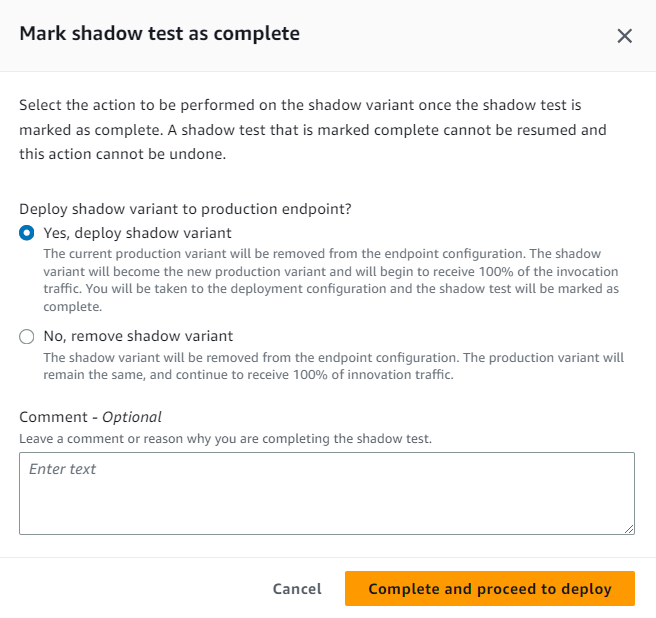 Mark shadow test as complete
Select the action to be performed on the shadow variant once the shadow test is
marked as complete. A shadow test that is marked complete cannot be resumed and
this action cannot be undone.
Deploy shadow variant to production endpoint?
Yes, deploy shadow variant
The current production variant will be removed from the endpoint configuration. The shadow
variant will become the new production variant and will begin to receive 100% of the invocation
traffic. You will be taken to the deployment configuration and the shadow test will be marked as
complete.
No, remove shadow variant
The shadow variant will be removed from the endpoint configuration. The production variant will
remain the same, and continue to receive 100% of innovation traffic.
Comment - Optional
Leave a comment or reason why you are completing the shadow test.
Enter text
Cancel
Complete and proceed to deploy